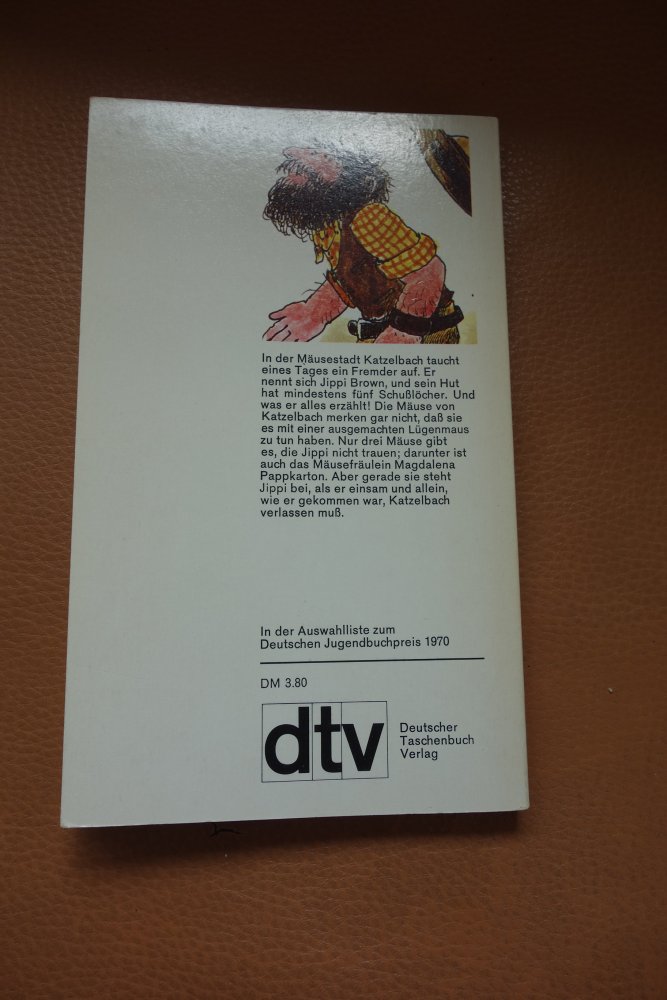 In der Mäusestadt Katzelbach taucht
eines Tages ein Fremder auf. Er
nennt sich Jippi Brown, und sein Hut
hat mindestens fünf Schußlöcher. Und
was er alles erzählt! Die Mäuse von
Katzelbach merken gar nicht, daß sie
es mit einer ausgemachten Lügenmaus
zu tun haben. Nur drei Mäuse gibt
es, die Jippi nicht trauen; darunter ist
auch das Mäusefräulein Magdalena
Pappkarton. Aber gerade sie steht
Jippi bei, als er einsam und allein,
wie er gekommen war, Katzelbach
verlassen muß.
In der Auswahlliste zum
Deutschen Jugendbuchpreis 1970
DM 3.80
dtv
Deutscher
Taschenbuch
Verlag